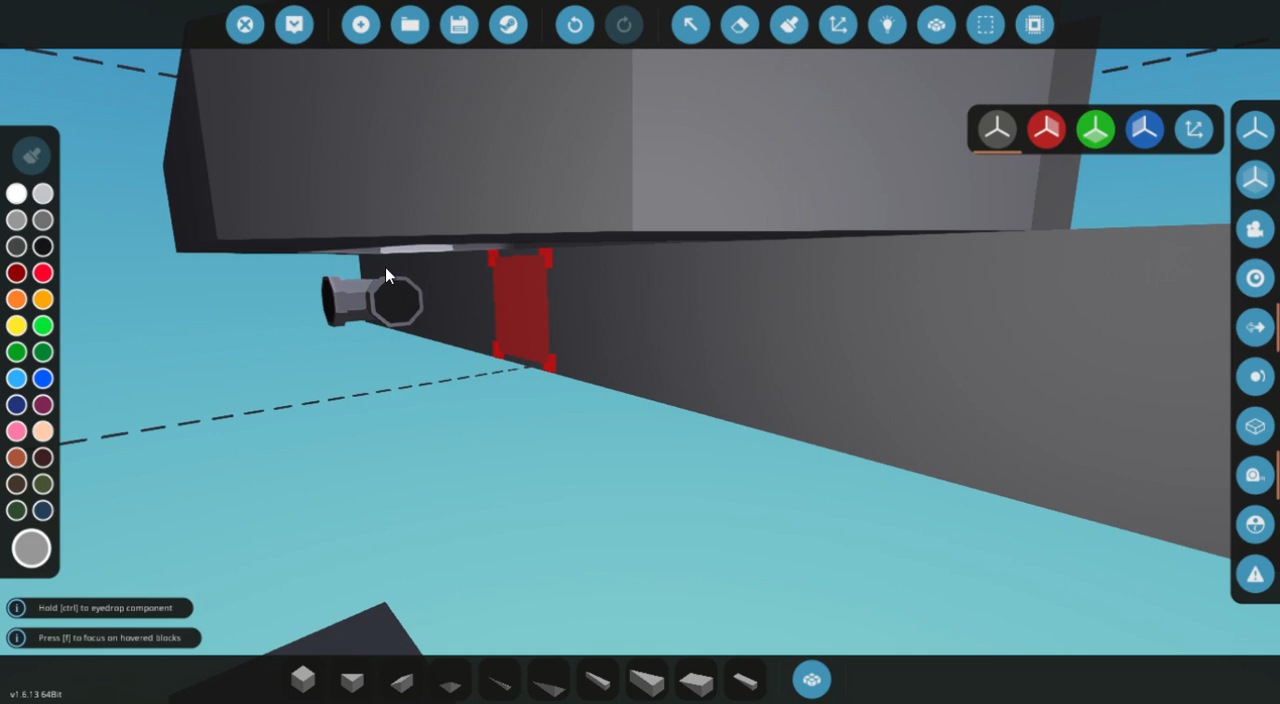 Hold [ctrl] to eyedrop component
Press [f] to focus on hovered blocks
v1.6.13 64Bit